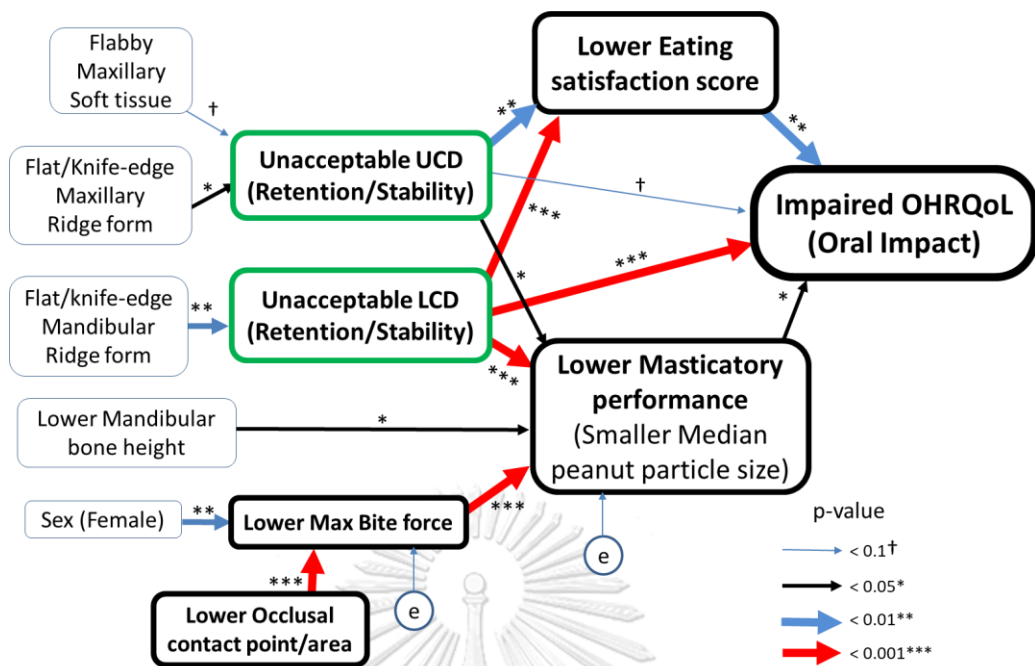 Flabby
Maxillary
Soft tissue
†
Flat/Knife-edge
Maxillary
Ridge form
*
Unacceptable UCD
(Retention/Stability)
**
Lower Eating
satisfaction score
**
†
***
Impaired OHRQoL
(Oral Impact)
Flat/knife-edge
Mandibular
Ridge form
**
Unacceptable LCD
(Retention/Stability)
*
***
***
*
Lower Mandibular
bone height
*
Lower Masticatory
performance
(Smaller Median
peanut particle size)
Sex (Female)
**
Lower Max Bite force
***
e
e
***
Lower Occlusal
contact point/area
p-value
< 0.1†
< 0.05*
< 0.01**
< 0.001***